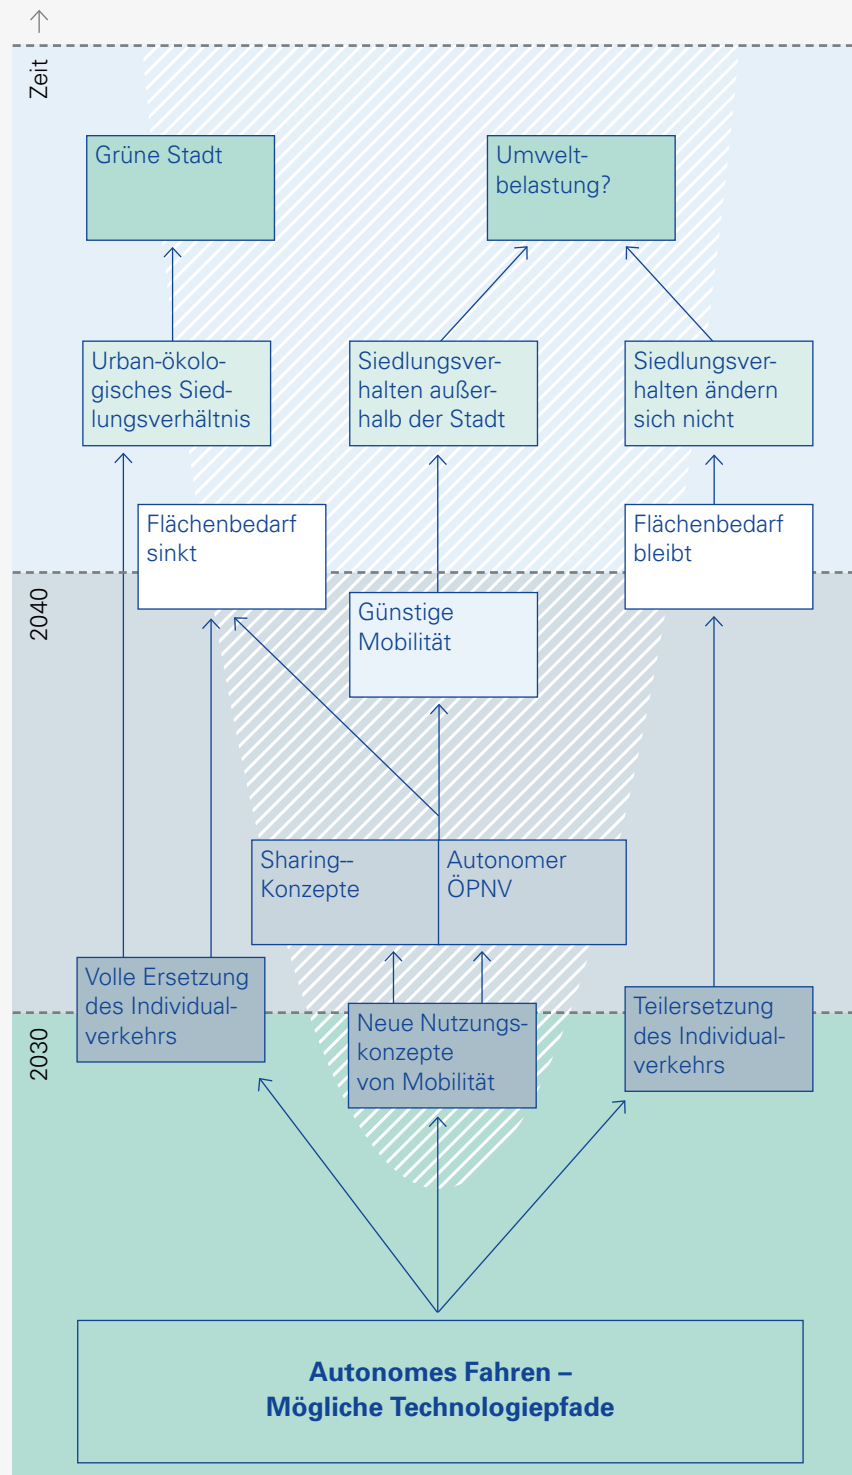 Zeit
Grüne Stadt
Umwelt-
belastung?
Urban-ökolo-
gisches Sied-
lungsverhältnis
Siedlungsver-
halten außer-
halb der Stadt
Siedlungsver-
halten ändern
sich nicht
Flächenbedarf
sinkt
Flächenbedarf
bleibt
2040
Günstige
Mobilität
Sharing--
Konzepte
Autonomer
ÖPNV
Volle Ersetzung
des Individual-
verkehrs
Neue Nutzungs-
konzepte
von Mobilität
Teilersetzung
des Individual-
verkehrs
2030
Autonomes Fahren –
Mögliche Technologiepfade